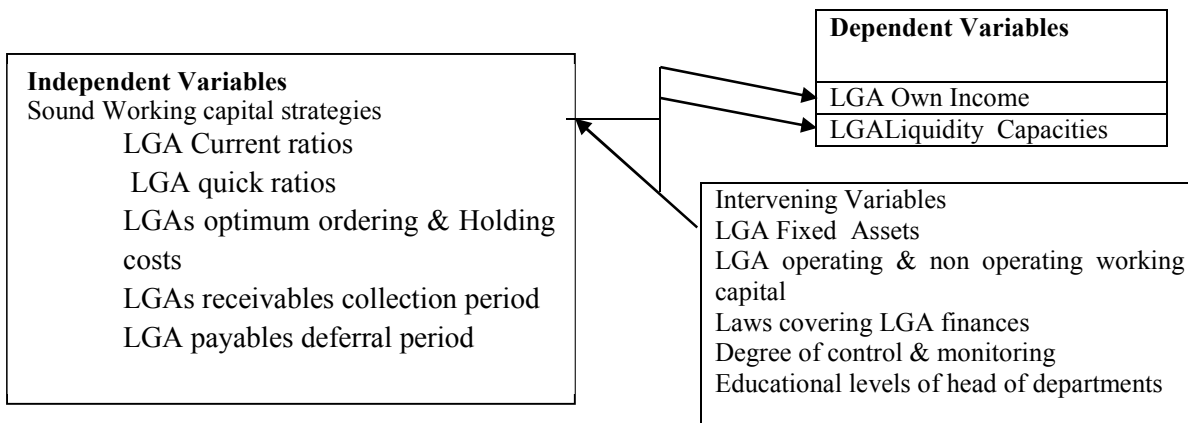 Independent Variables
Sound Working capital strategies
LGA Current ratios
LGA quick ratios
LGAs optimum ordering & Holding
costs
LGAs receivables collection period
LGA payables deferral period
Dependent Variables
LGA Own Income
LGALiquidity Capacities
Intervening Variables
LGA Fixed Assets
LGA operating & non operating working
capital
Laws covering LGA finances
Degree of control & monitoring
Educational levels of head of departments